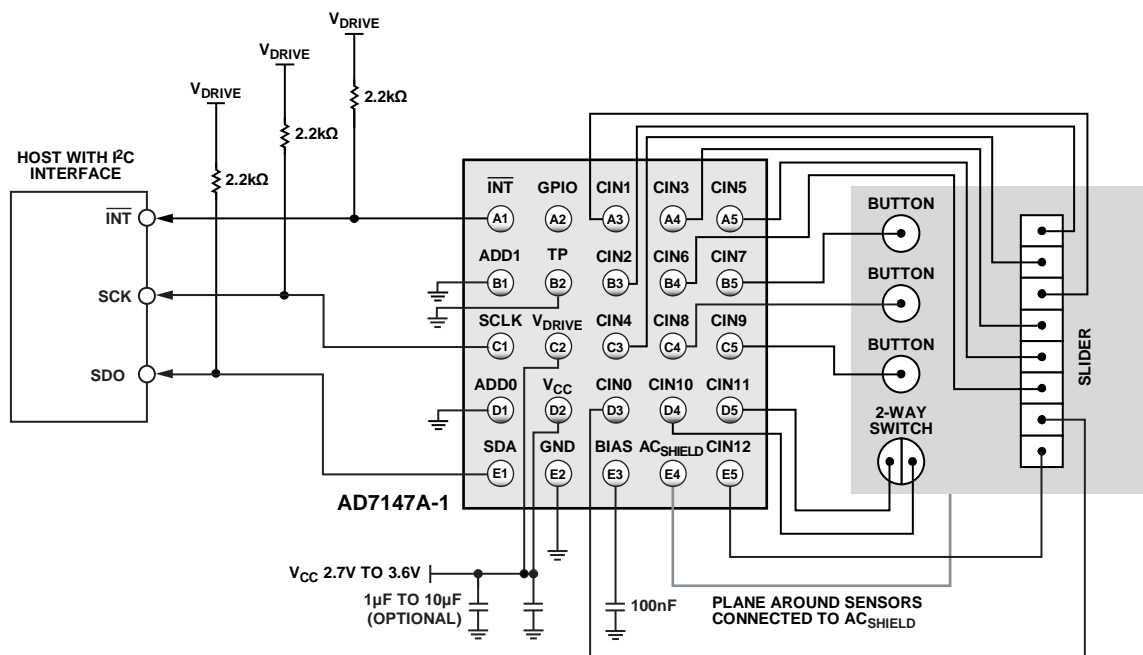 VDRIVE
VDRIVE
VDRIVE
2.2kΩ
2.2kΩ
2.2kΩ
HOST WITH I²C
INTERFACE
INT
SCK
SDO
INT GPIO CIN1 CIN3 CIN5
A1 A2 A3 A4 A5
ADD1 TP CIN2 CIN6 CIN7
B1 B2 B3 B4 B5
SCLK VDRIVE CIN4 CIN8 CIN9
C1 C2 C3 C4 C5
ADD0 VCC CIN0 CIN10 CIN11
D1 D2 D3 D4 D5
SDA GND BIAS ACSHIELD CIN12
E1 E2 E3 E4 E5
AD7147A-1
BUTTON
BUTTON
BUTTON
2-WAY
SWITCH
SLIDER
VCC 2.7V TO 3.6V
1µF TO 10µF
(OPTIONAL)
100nF
PLANE AROUND SENSORS
CONNECTED TO ACSHIELD